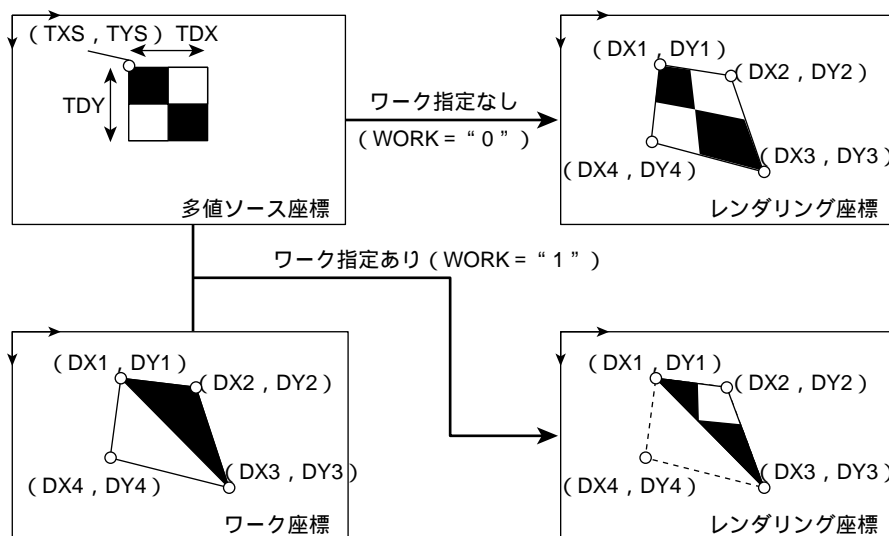 ( TXS , TYS ) TDX
TDY
多値ソース座標
ワーク指定なし
( WORK = “ 0 ” )
( DX1 , DY1 )
( DX2 , DY2 )
( DX3 , DY3 )
( DX4 , DY4 )
レンダリング座標
ワーク指定あり ( WORK = “ 1 ” )
( DX1 , DY1 )
( DX2 , DY2 )
( DX3 , DY3 )
( DX4 , DY4 )
ワーク座標
( DX1 , DY1 )
( DX2 , DY2 )
( DX3 , DY3 )
( DX4 , DY4 )
レンダリング座標